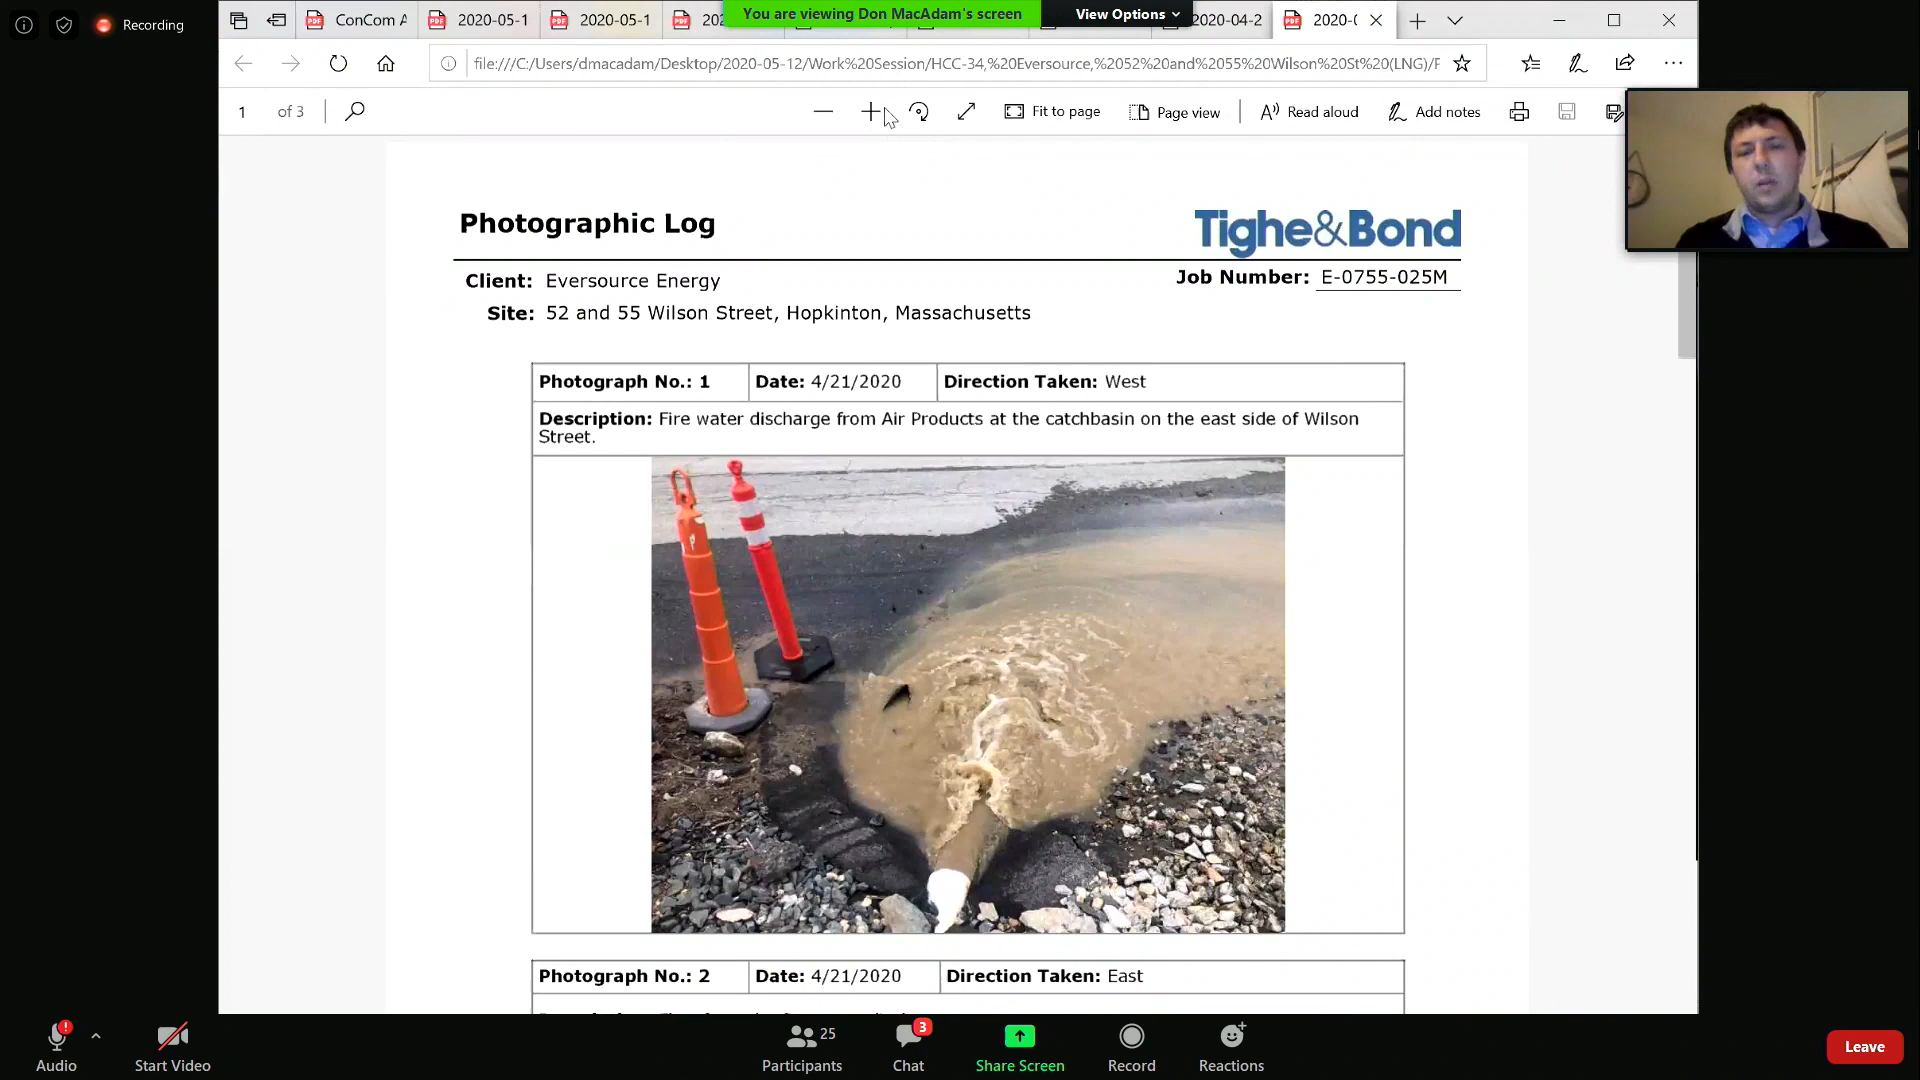 Recording
ConCom A
2020-05-1
2020-05-1
202
You are viewing Don MacAdam's screen
View Options
2020-04-2
2020-0
file:///C:/Users/dmacadam/Desktop/2020-05-12/Work%20Session/HCC-34,%20Eversource,%2052%20and%2055%20Wilson%20St%20(LNG)/F
1 of 3
Fit to page
Page view
Read aloud
Add notes
Photographic Log
Tighe&Bond
Client: Eversource Energy
Job Number: E-0755-025M
Site: 52 and 55 Wilson Street, Hopkinton, Massachusetts
Photograph No.: 1 Date: 4/21/2020 Direction Taken: West
Description: Fire water discharge from Air Products at the catchbasin on the east side of Wilson
Street.
Photograph No.: 2 Date: 4/21/2020 Direction Taken: East
Audio
Start Video
Participants 25
Chat 3
Share Screen
Record
Reactions
Leave